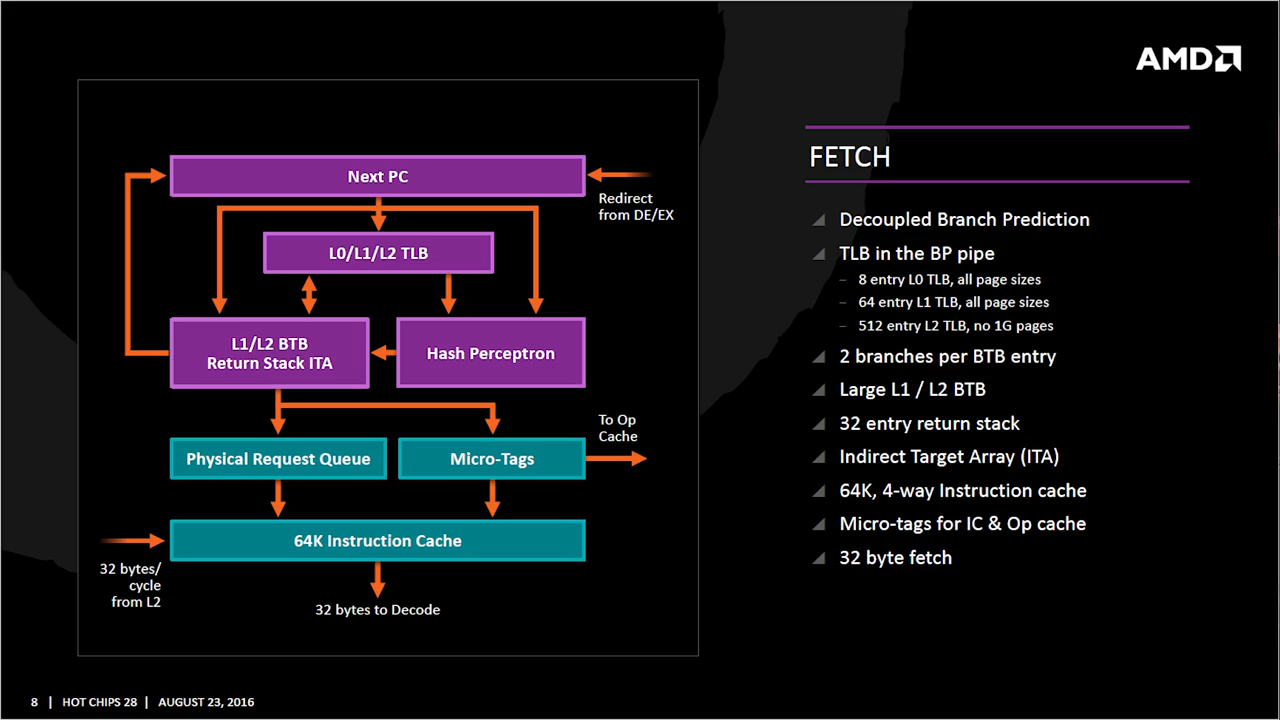 AMD
Next PC
Redirect
from DE/EX
L0/L1/L2 TLB
L1/L2 BTB
Return Stack ITA
Hash Perceptron
To Op
Cache
Physical Request Queue
Micro-Tags
64K Instruction Cache
32 bytes/
cycle
from L2
32 bytes to Decode
FETCH
Decoupled Branch Prediction
TLB in the BP pipe
– 8 entry L0 TLB, all page sizes
– 64 entry L1 TLB, all page sizes
– 512 entry L2 TLB, no 1G pages
2 branches per BTB entry
Large L1 / L2 BTB
32 entry return stack
Indirect Target Array (ITA)
64K, 4-way Instruction cache
Micro-tags for IC & Op cache
32 byte fetch
8 | HOT CHIPS 28 | AUGUST 23, 2016